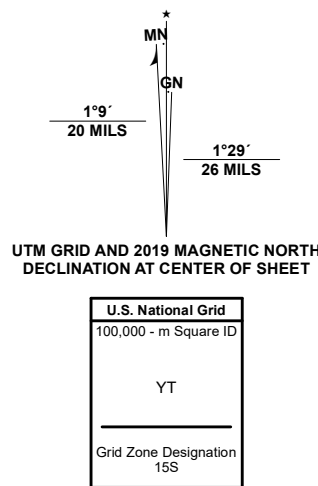 MN
GN
1°9´
20 MILS
1°29´
26 MILS
UTM GRID AND 2019 MAGNETIC NORTH
DECLINATION AT CENTER OF SHEET
U.S. National Grid
100,000 - m Square ID
YT
Grid Zone Designation
15S